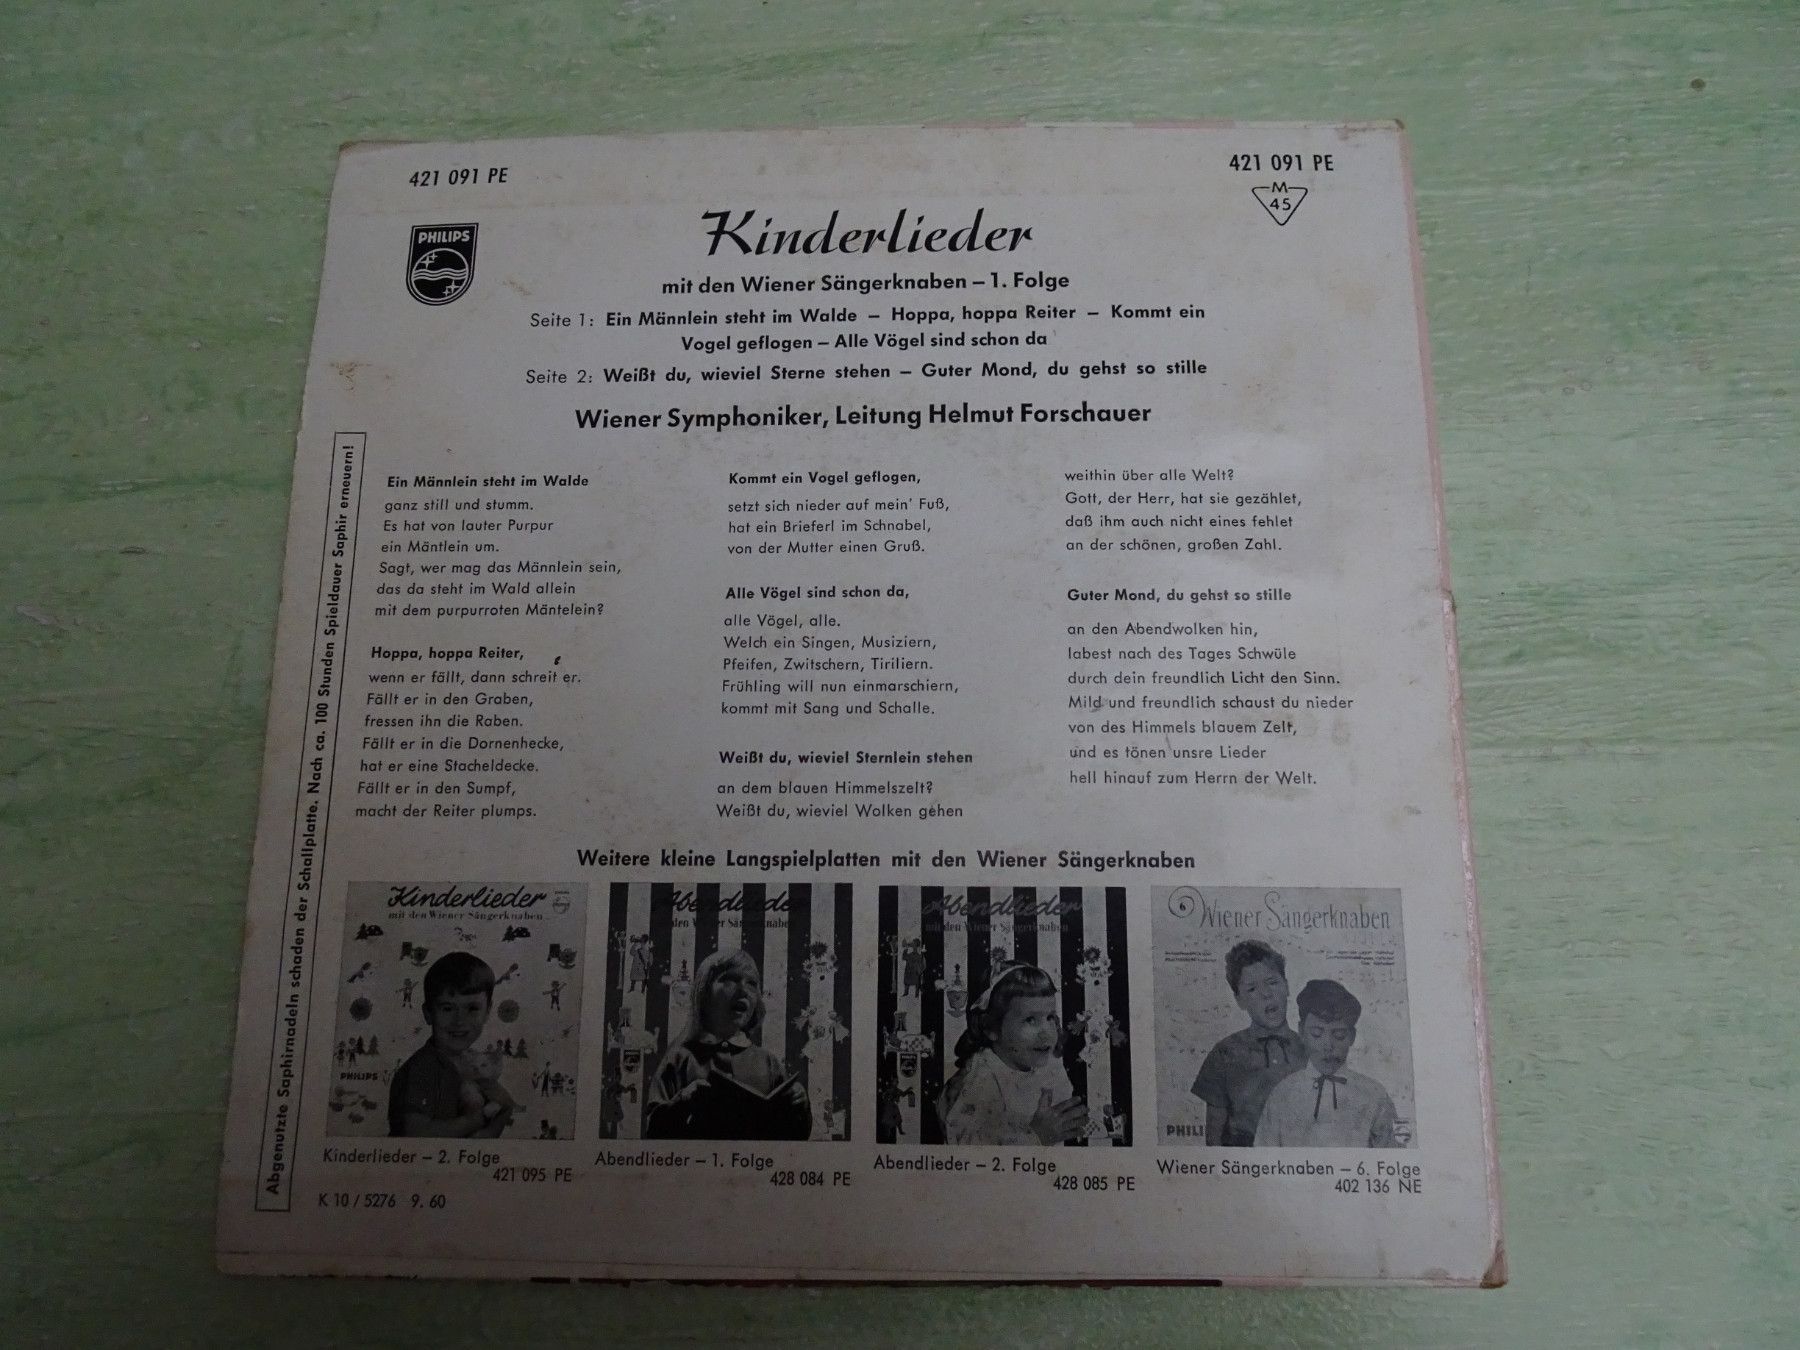 421 091 PE
421 091 PE
M
45
PHILIPS
Kinderlieder
mit den Wiener Sängerknaben – 1. Folge
Seite 1: Ein Männlein steht im Walde – Hoppa, hoppa Reiter – Kommt ein
Vogel geflogen – Alle Vögel sind schon da
Seite 2: Weißt du, wieviel Sterne stehen – Guter Mond, du gehst so stille
Wiener Symphoniker, Leitung Helmut Forschauer
Abgenutzte Saphirnadeln schaden der Schallplatte. Nach ca. 100 Stunden Spieldauer Saphir erneuern!
Ein Männlein steht im Walde
ganz still und stumm.
Es hat von lauter Purpur
ein Mäntlein um.
Sagt, wer mag das Männlein sein,
das da steht im Wald allein
mit dem purpurroten Mäntelein?
Hoppa, hoppa Reiter,
wenn er fällt, dann schreit er.
Fällt er in den Graben,
fressen ihn die Raben.
Fällt er in die Dornenhecke,
hat er eine Stacheldecke.
Fällt er in den Sumpf,
macht der Reiter plumps.
Kommt ein Vogel geflogen,
setzt sich nieder auf mein' Fuß,
hat ein Brieferl im Schnabel,
von der Mutter einen Gruß.
Alle Vögel sind schon da,
alle Vögel, alle.
Welch ein Singen, Musiziern,
Pfeifen, Zwitschern, Tiriliern.
Frühling will nun einmarschiern,
kommt mit Sang und Schalle.
Weißt du, wieviel Sternlein stehen
an dem blauen Himmelszelt?
Weißt du, wieviel Wolken gehen
weithin über alle Welt?
Gott, der Herr, hat sie gezählet,
daß ihm auch nicht eines fehlet
an der schönen, großen Zahl.
Guter Mond, du gehst so stille
an den Abendwolken hin,
labest nach des Tages Schwüle
durch dein freundlich Licht den Sinn.
Mild und freundlich schaust du nieder
von des Himmels blauem Zelt,
und es tönen unsre Lieder
hell hinauf zum Herrn der Welt.
Weitere kleine Langspielplatten mit den Wiener Sängerknaben
Kinderlieder
mit den Wiener Sängerknaben
PHILIPS
Abendlieder
den Wiener Sängerknaben
Abendlieder
mit den Wiener Sängerknaben
Wiener Sängerknaben
PHILI
Kinderlieder – 2. Folge
421 095 PE
Abendlieder – 1. Folge
428 084 PE
Abendlieder – 2. Folge
428 085 PE
Wiener Sängerknaben – 6. Folge
402 136 NE
K 10 / 5276 9. 60